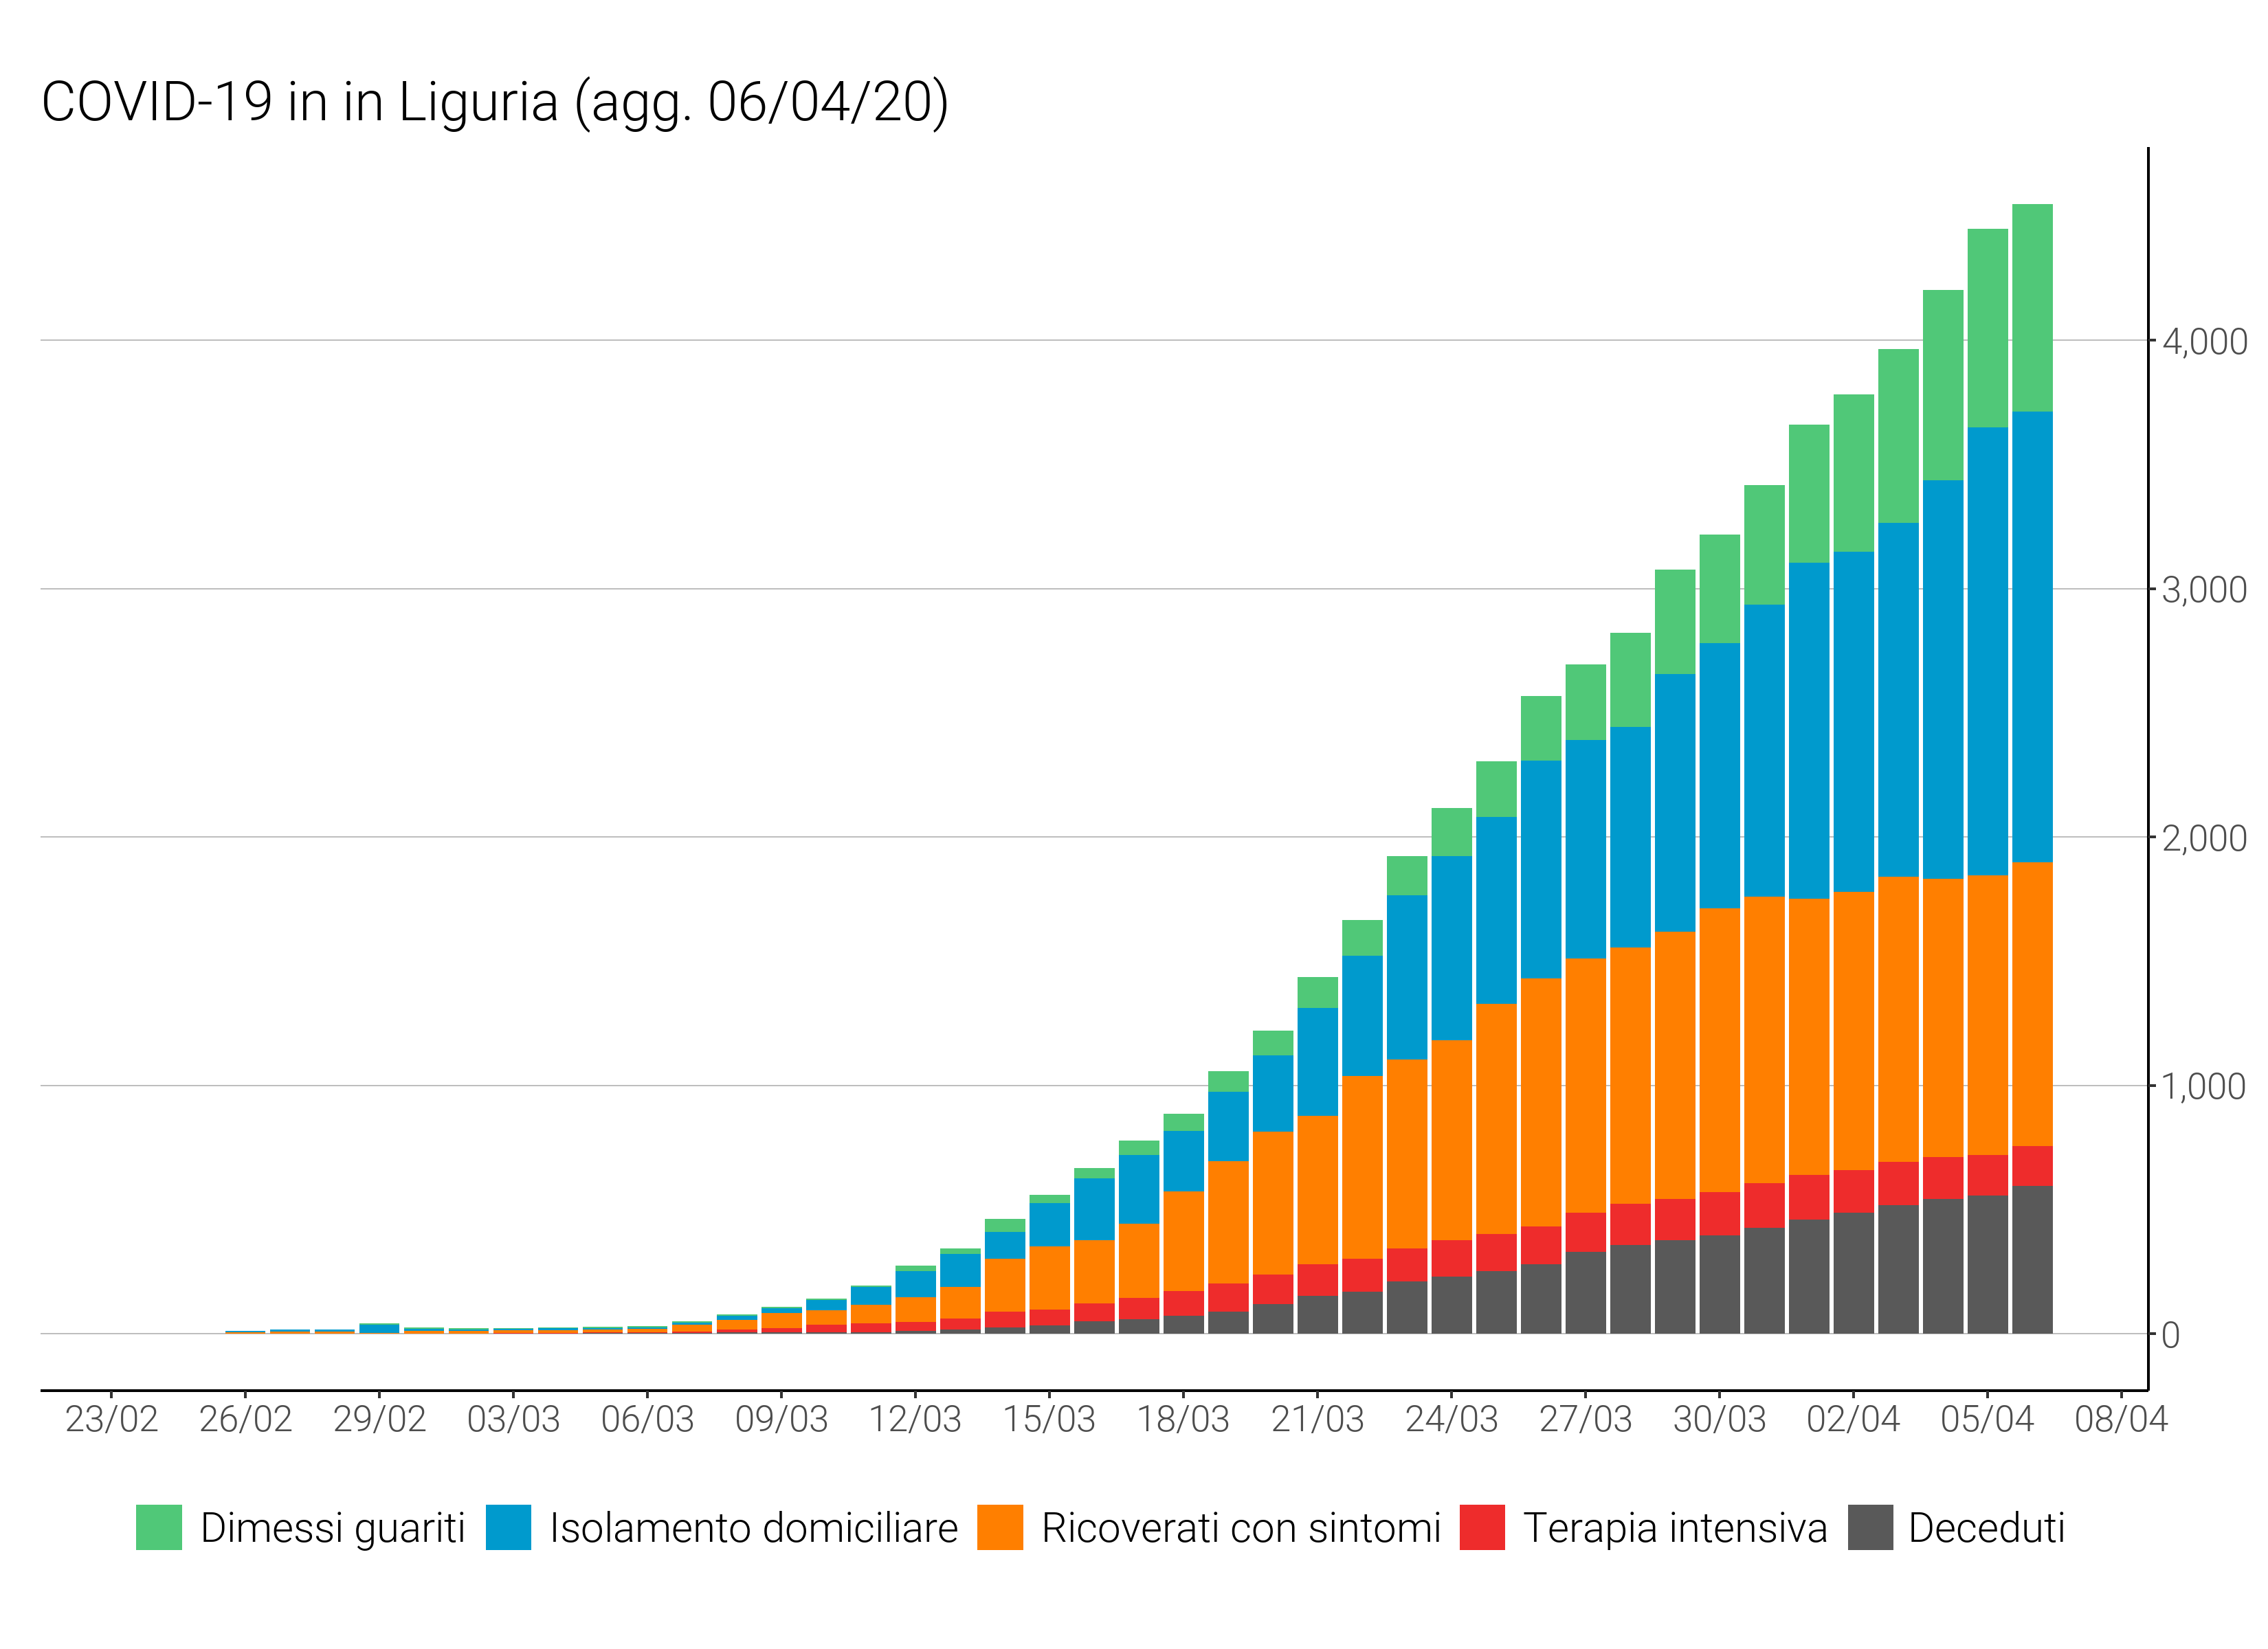 COVID-19 in in Liguria (agg. 06/04/20)
4,000
3,000
2,000
1,000
0
23/02 26/02 29/02 03/03 06/03 09/03 12/03 15/03 18/03 21/03 24/03 27/03 30/03 02/04 05/04 08/04
Dimessi guariti Isolamento domiciliare Ricoverati con sintomi Terapia intensiva Deceduti